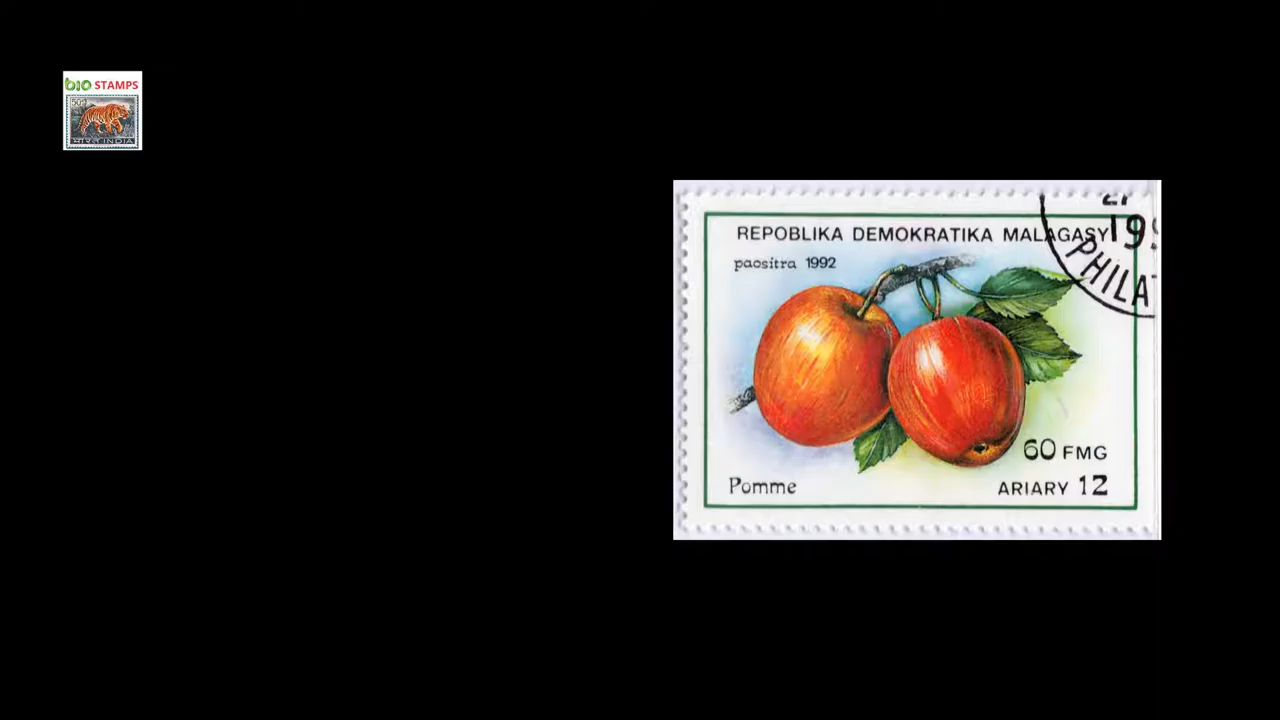 bio STAMPS
REPOBLIKA DEMOKRATIKA MALAGASY
paositra 1992
60 FMG
Pomme
ARIARY 12
PHILA